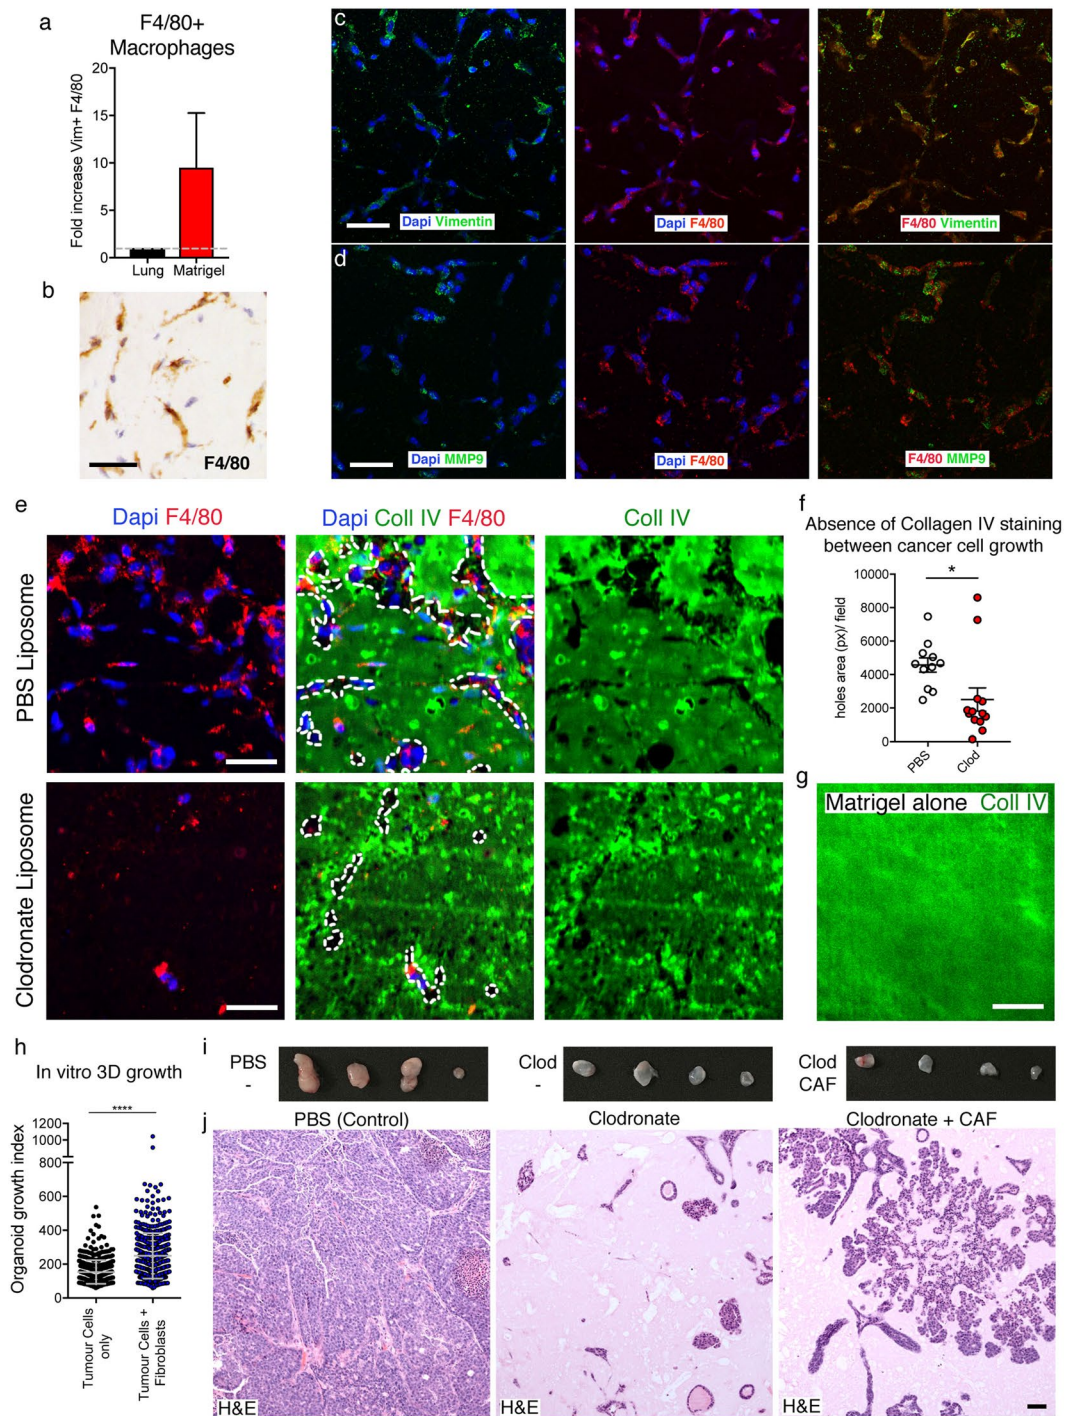 a
F4/80+
Macrophages
Fold increase Vim+ F4/80
20
15
10
5
0
Lung Matrigel
b
F4/80
c
Dapi Vimentin
Dapi F4/80
F4/80 Vimentin
d
Dapi MMP9
Dapi F4/80
F4/80 MMP9
e
Dapi F4/80
Dapi Coll IV F4/80
Coll IV
PBS Liposome
Clodronate Liposome
f
Absence of Collagen IV staining
between cancer cell growth
*
holes area (px)/ field
10000
8000
6000
4000
2000
0
PBS
Clod
g
Matrigel alone Coll IV
h
In vitro 3D growth
****
Organoid growth index
1200
1000
800
600
400
200
0
Tumour Cells
only
Tumour Cells +
Fibroblasts
i
PBS
-
Clod
-
Clod
CAF
j
PBS (Control)
Clodronate
Clodronate + CAF
H&E
H&E
H&E